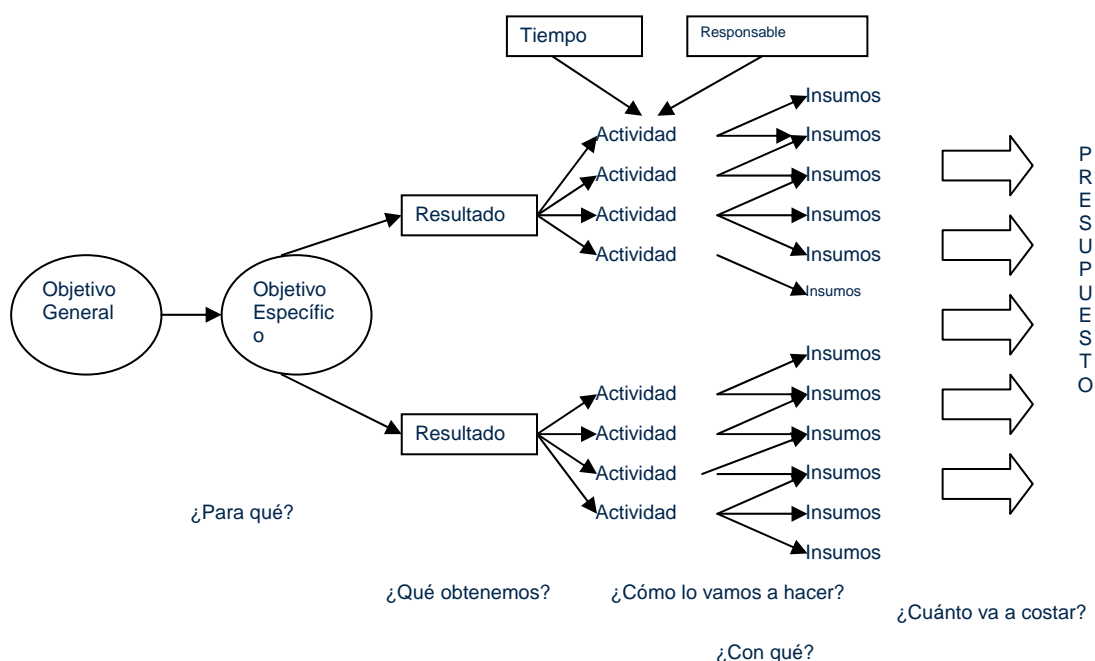 Tiempo
Responsable
Insumos
Actividad
Insumos
Actividad
Insumos
Resultado
Actividad
Insumos
Actividad
Insumos
Insumos
Objetivo
General
Objetivo
Específic
o
Insumos
Actividad
Insumos
Resultado
Actividad
Insumos
Actividad
Insumos
Actividad
Insumos
Insumos
P
R
E
S
U
P
U
E
S
T
O
¿Para qué?
¿Qué obtenemos?
¿Cómo lo vamos a hacer?
¿Cuánto va a costar?
¿Con qué?